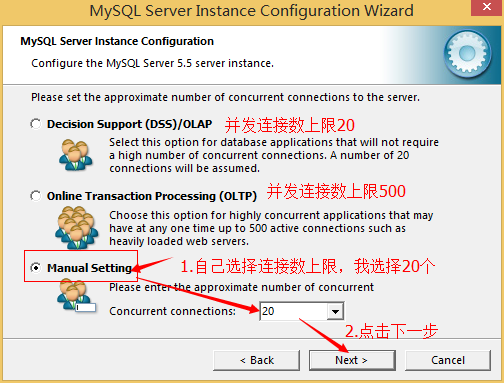 MySQL Server Instance Configuration Wizard
MySQL Server Instance Configuration
Configure the MySQL Server 5.5 server instance.
Please set the approximate number of concurrent connections to the server.
Decision Support (DSS)/OLAP 并发连接数上限20
Select this option for database applications that will not require
a high number of concurrent connections. A number of 20
connections will be assumed.
Online Transaction Processing (OLTP) 并发连接数上限500
Choose this option for highly concurrent applications that may
have at any one time up to 500 active connections such as
heavily loaded web servers.
Manual Setting 1.自己选择连接数上限，我选择20个
Please enter the approximate number of concurrent
Concurrent connections: 20
2.点击下一步
< Back Next > Cancel